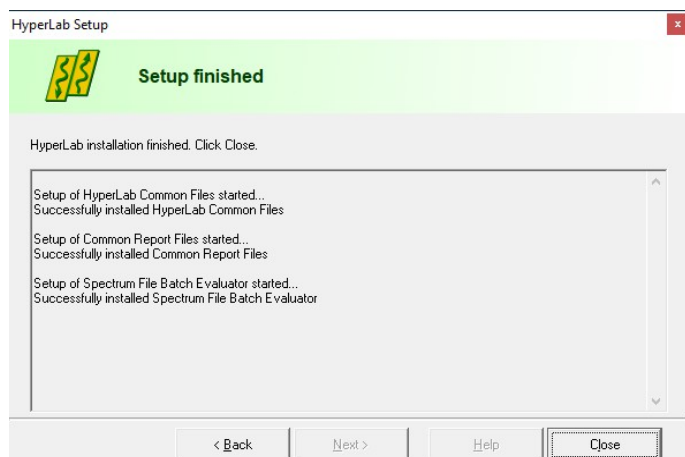 HyperLab Setup
x
Setup finished
HyperLab installation finished. Click Close.
Setup of HyperLab Common Files started...
Successfully installed HyperLab Common Files
Setup of Common Report Files started...
Successfully installed Common Report Files
Setup of Spectrum File Batch Evaluator started...
Successfully installed Spectrum File Batch Evaluator
< Back Next > Help Close